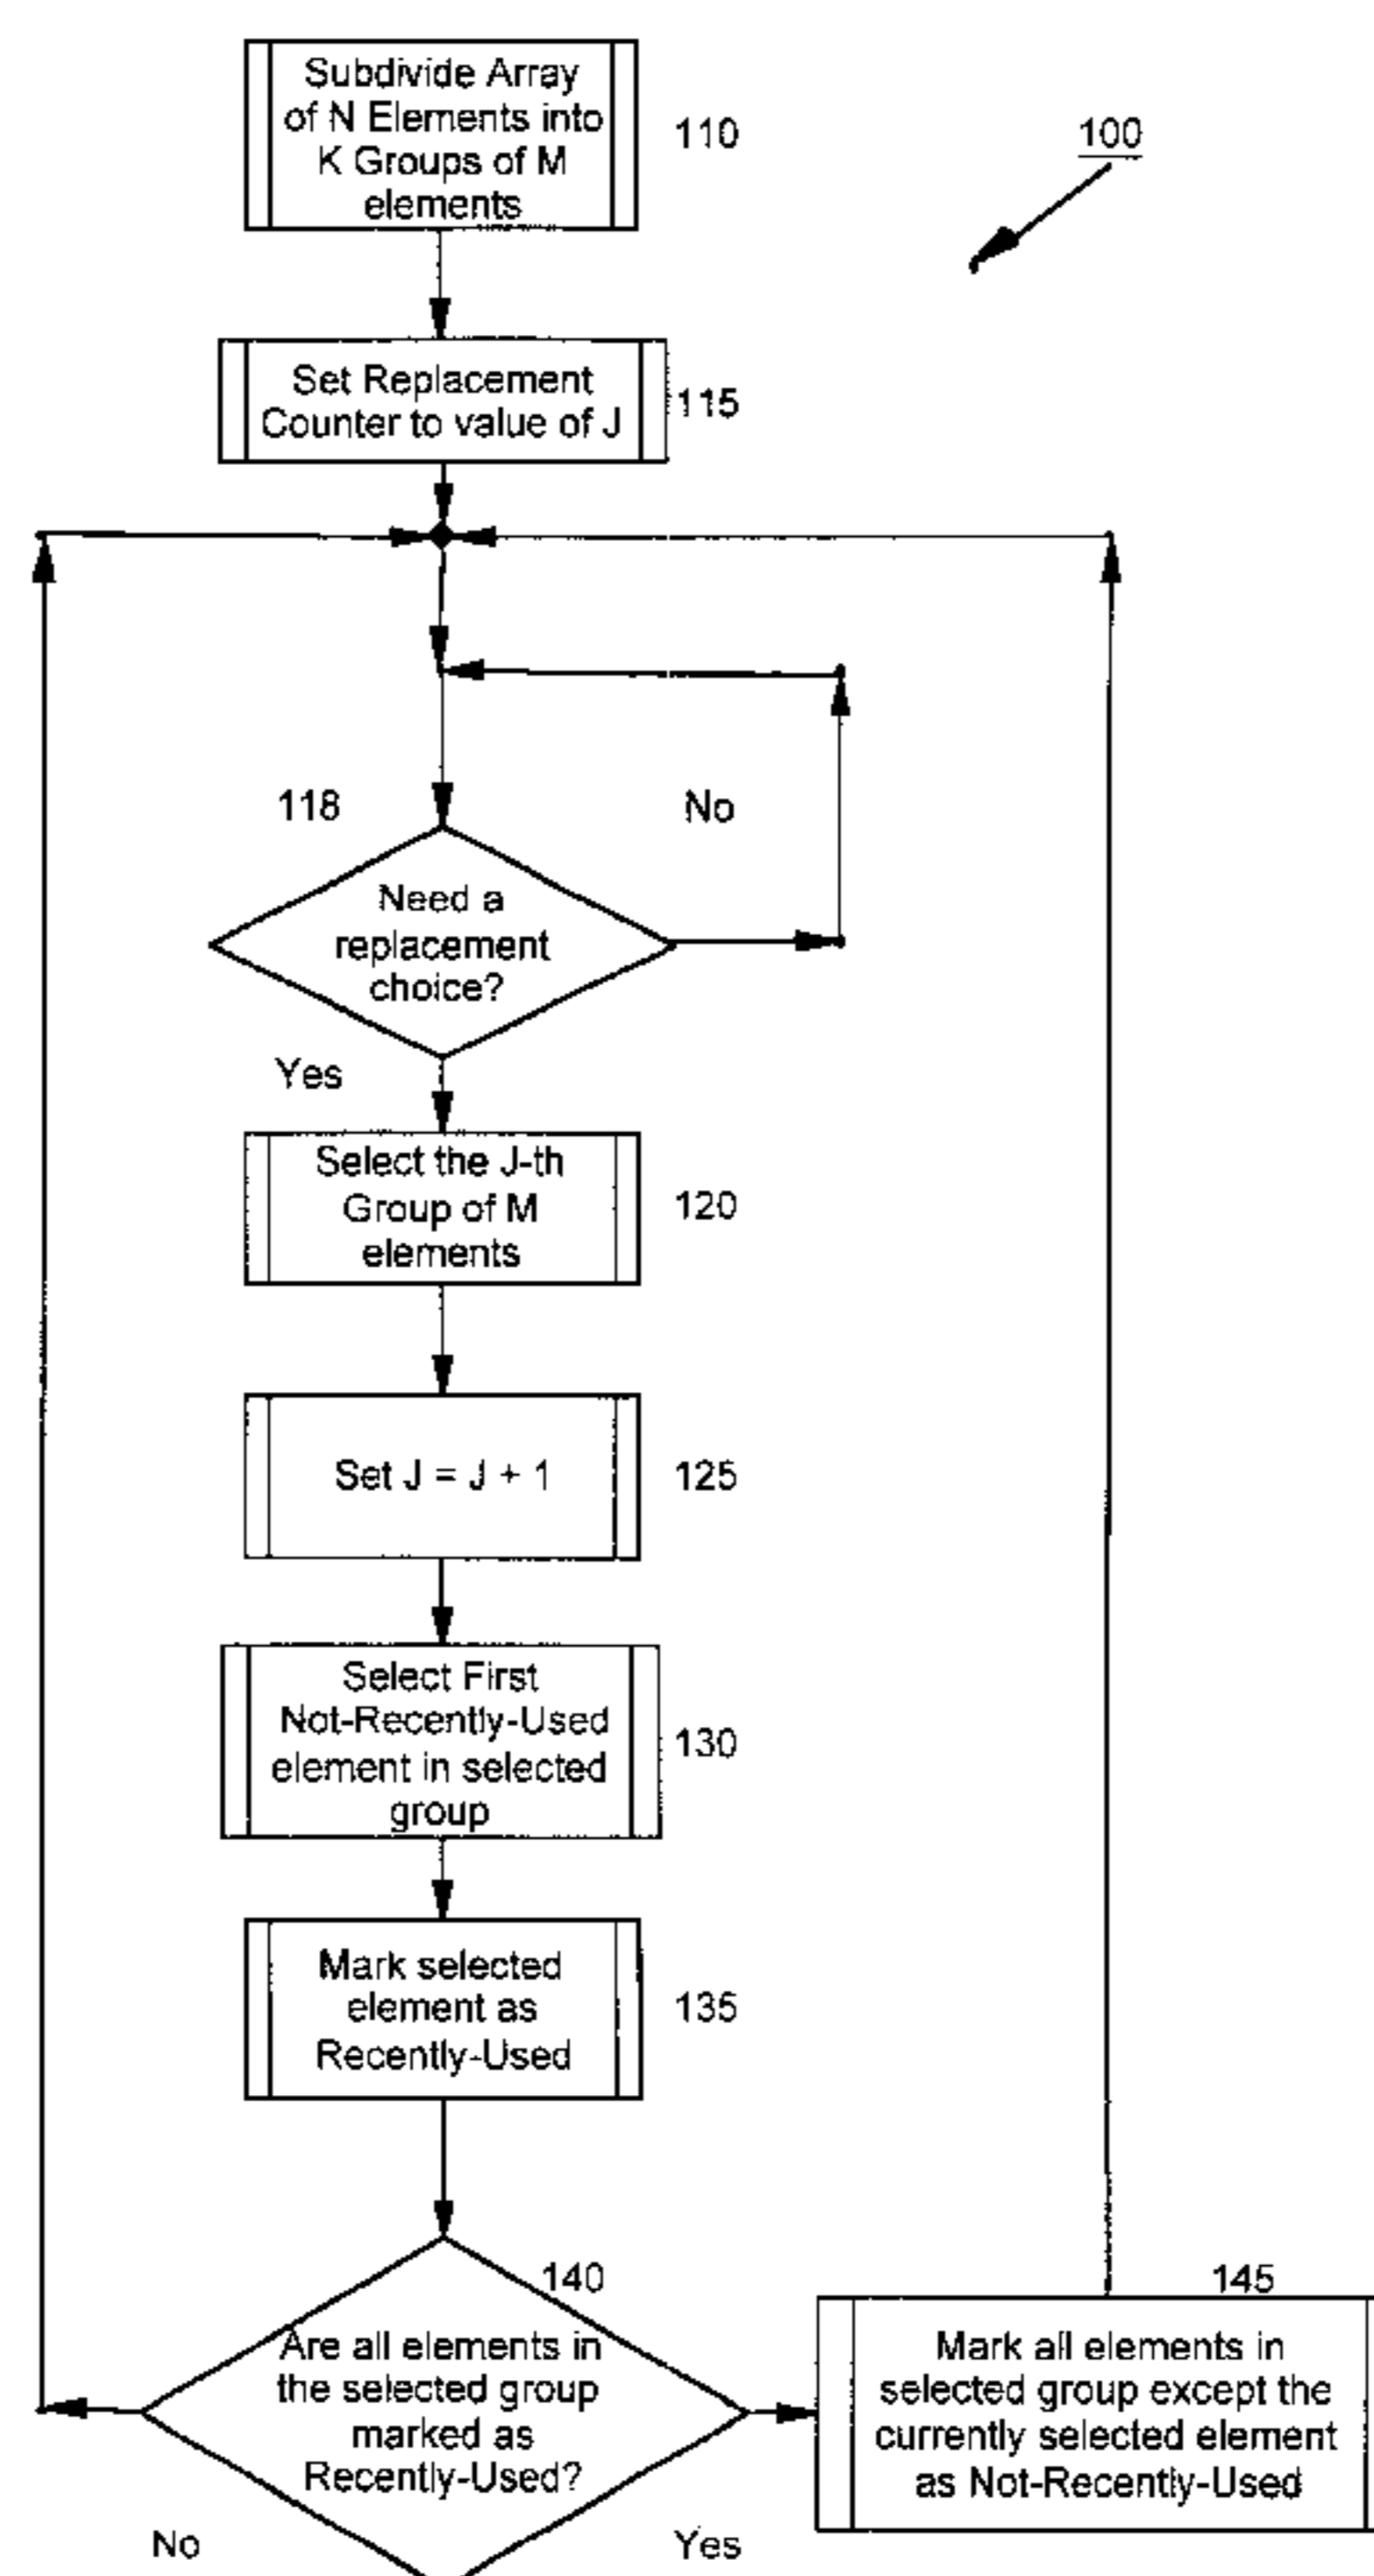 Subdivide Array
of N Elements into
K Groups of M
elements
110
100
Set Replacement
Counter to value of J
115
118
No
Need a
replacement
choice?
Yes
Select the J-th
Group of M
elements
120
Set J = J + 1
125
Select First
Not-Recently-Used
element in selected
group
130
Mark selected
element as
Recently-Used
135
140
Are all elements in
the selected group
marked as
Recently-Used?
145
Mark all elements in
selected group except the
currently selected element
as Not-Recently-Used
No
Yes